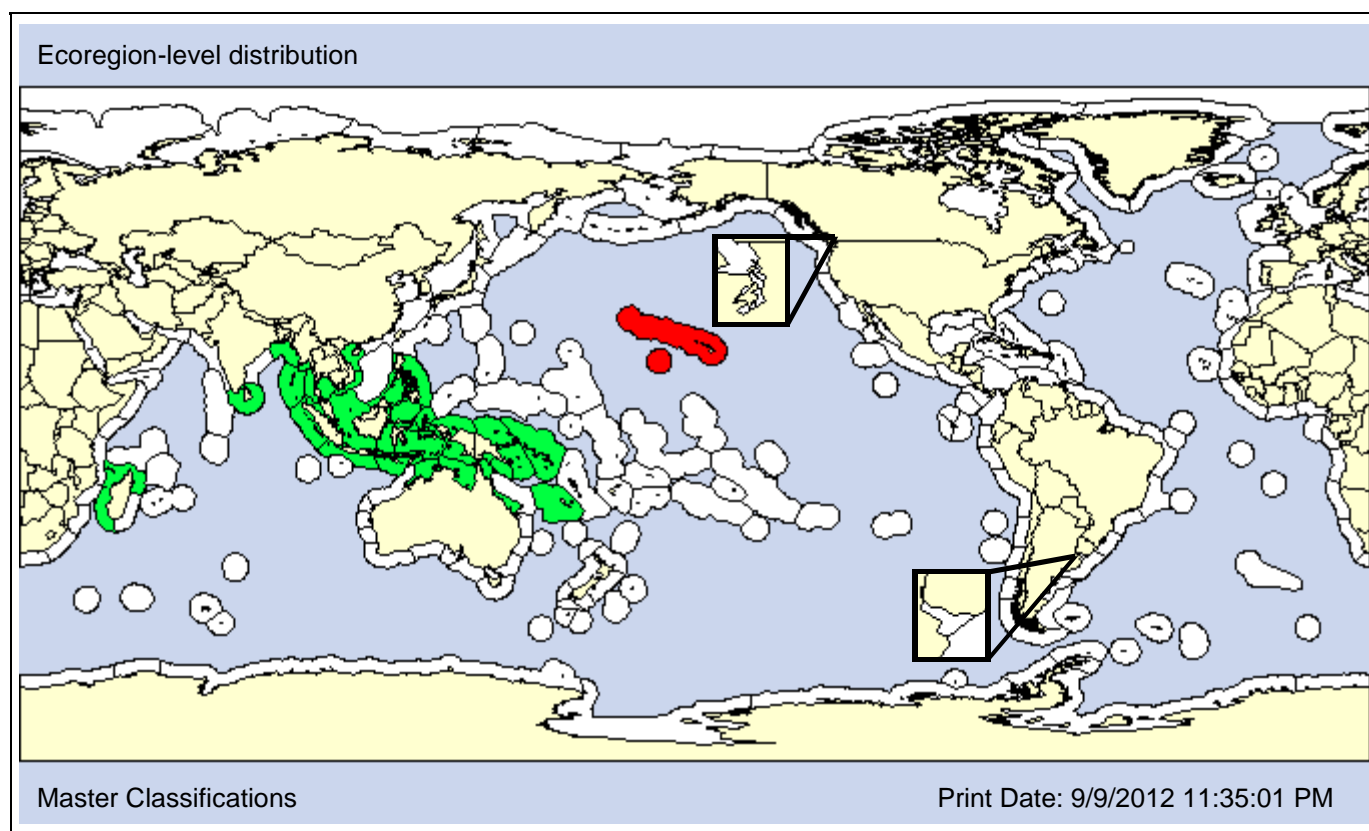 Ecoregion-level distribution
Master Classifications
Print Date: 9/9/2012 11:35:01 PM